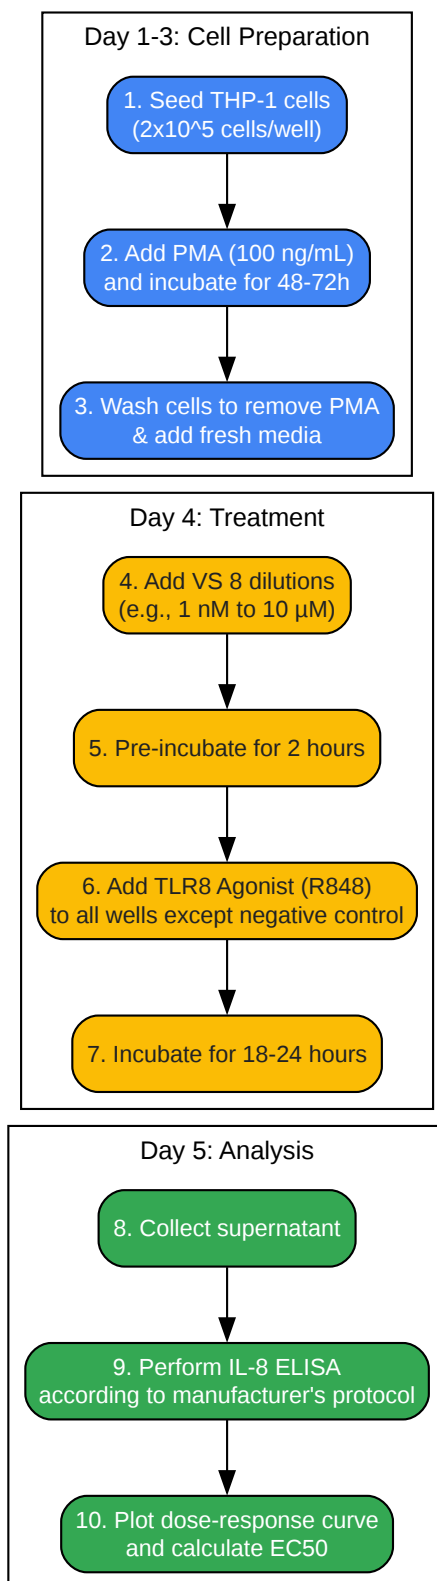 Day 1-3: Cell Preparation
1. Seed THP-1 cells
(2x10^5 cells/well)
2. Add PMA (100 ng/mL)
and incubate for 48-72h
3. Wash cells to remove PMA
& add fresh media
Day 4: Treatment
4. Add VS 8 dilutions
(e.g., 1 nM to 10 µM)
5. Pre-incubate for 2 hours
6. Add TLR8 Agonist (R848)
to all wells except negative control
7. Incubate for 18-24 hours
Day 5: Analysis
8. Collect supernatant
9. Perform IL-8 ELISA
according to manufacturer's protocol
10. Plot dose-response curve
and calculate EC50